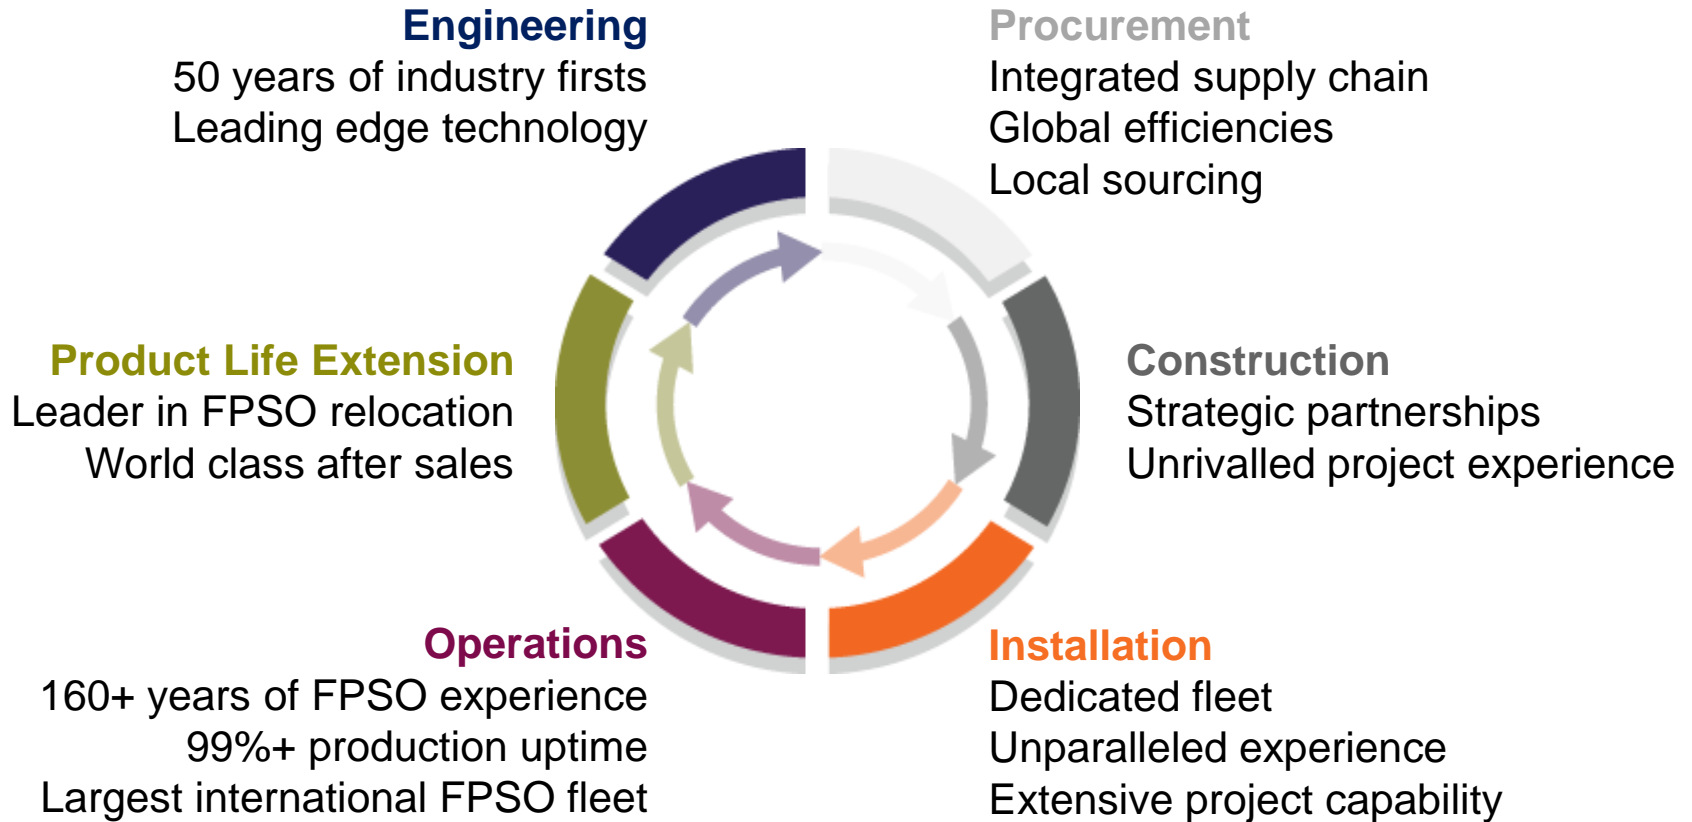 Engineering
50 years of industry firsts
Leading edge technology
Procurement
Integrated supply chain
Global efficiencies
Local sourcing
Product Life Extension
Leader in FPSO relocation
World class after sales
Construction
Strategic partnerships
Unrivalled project experience
Operations
160+ years of FPSO experience
99%+ production uptime
Largest international FPSO fleet
Installation
Dedicated fleet
Unparalleled experience
Extensive project capability